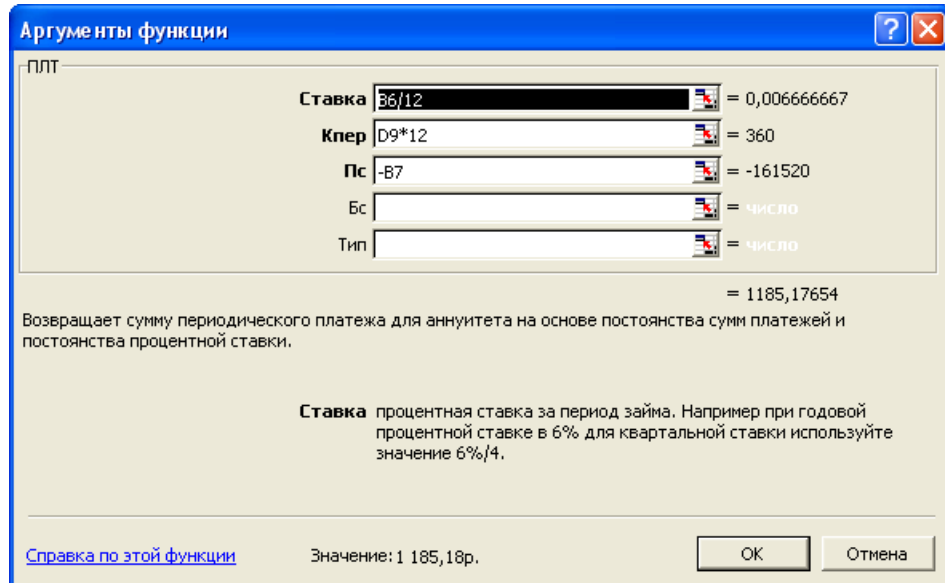 Аргументы функции
ПЛТ
Ставка B6/12 = 0,006666667
Кпер D9*12 = 360
Пс -B7 = -161520
Бс = число
Тип = число
= 1185,17654
Возвращает сумму периодического платежа для аннуитета на основе постоянства сумм платежей и
постоянства процентной ставки.
Ставка процентная ставка за период займа. Например при годовой
процентной ставке в 6% для квартальной ставки используйте
значение 6%/4.
Справка по этой функции Значение: 1 185,18р. OK Отмена